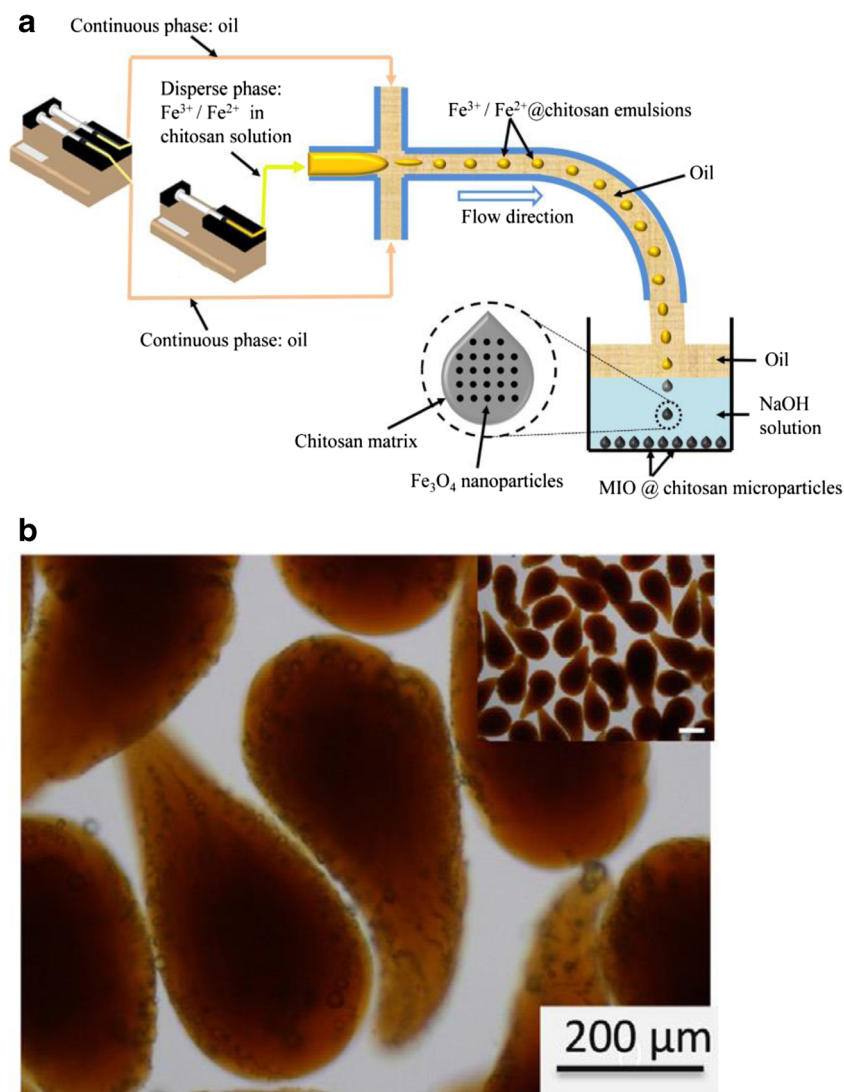 a
Continuous phase: oil
Disperse phase:
Fe³⁺ / Fe²⁺ in
chitosan solution
Fe³⁺ / Fe²⁺@chitosan emulsions
Oil
Flow direction
Continuous phase: oil
Oil
NaOH
solution
Chitosan matrix
Fe₃O₄ nanoparticles
MIO @ chitosan microparticles
b
200 µm